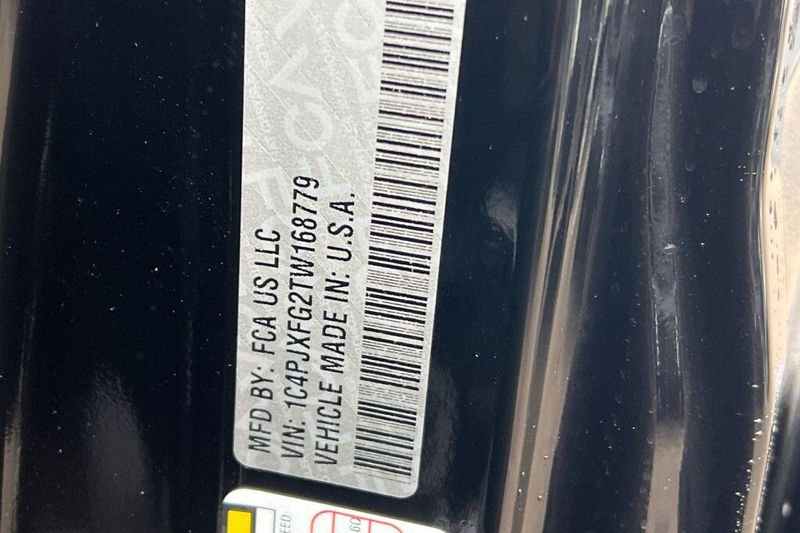 MFD BY: FCA US LLC
VIN: 1C4PJXFG2TW168779
VEHICLE MADE IN: U.S.A.